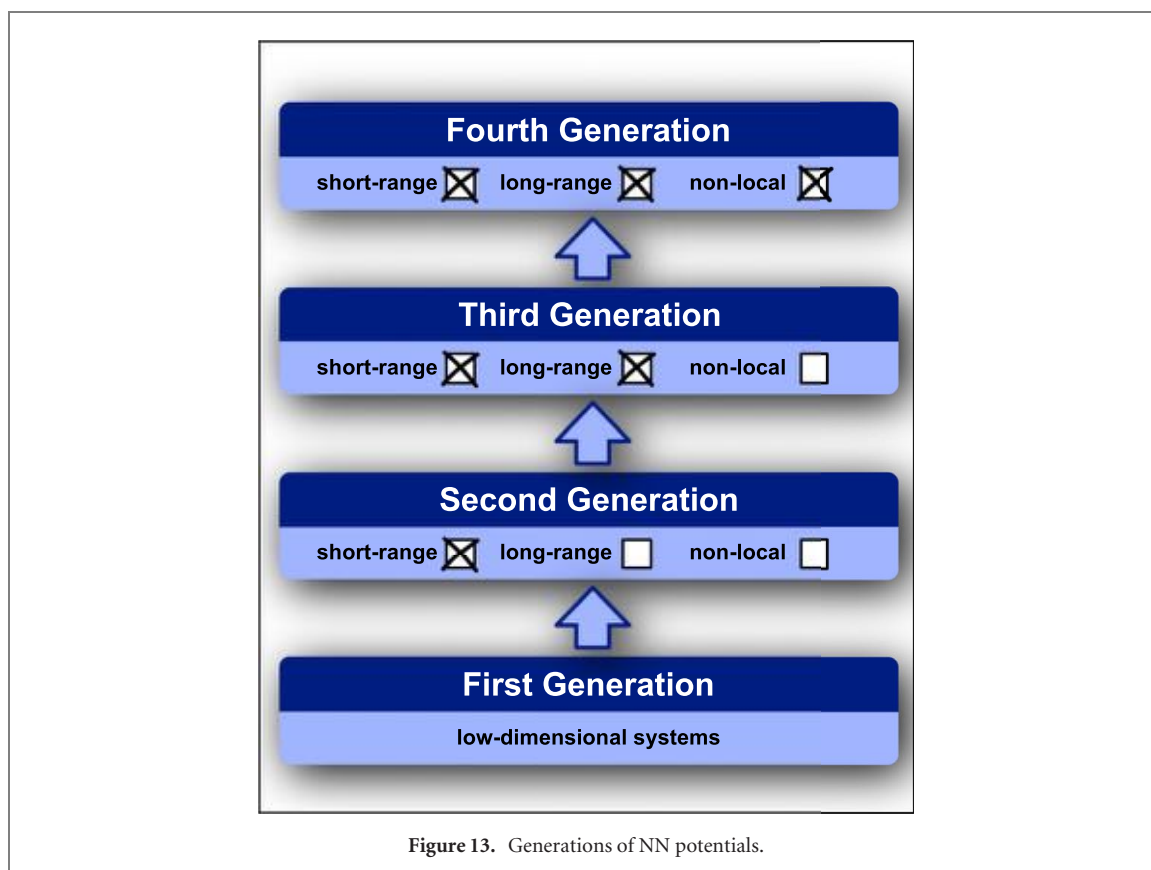 Fourth Generation
short-range long-range non-local
Third Generation
short-range long-range non-local
Second Generation
short-range long-range non-local
First Generation
low-dimensional systems
Figure 13. Generations of NN potentials.